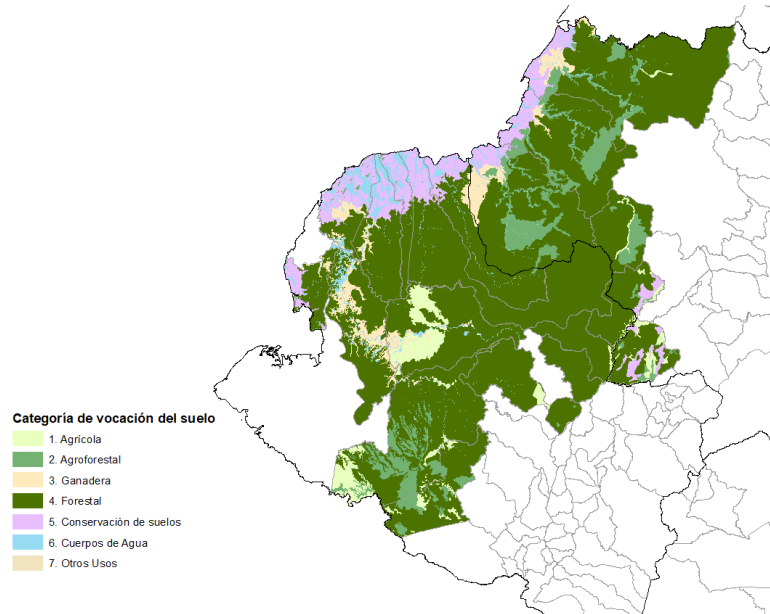 Categoría de vocación del suelo
1. Agrícola
2. Agroforestal
3. Ganadera
4. Forestal
5. Conservaciòn de suelos
6. Cuerpos de Agua
7. Otros Usos